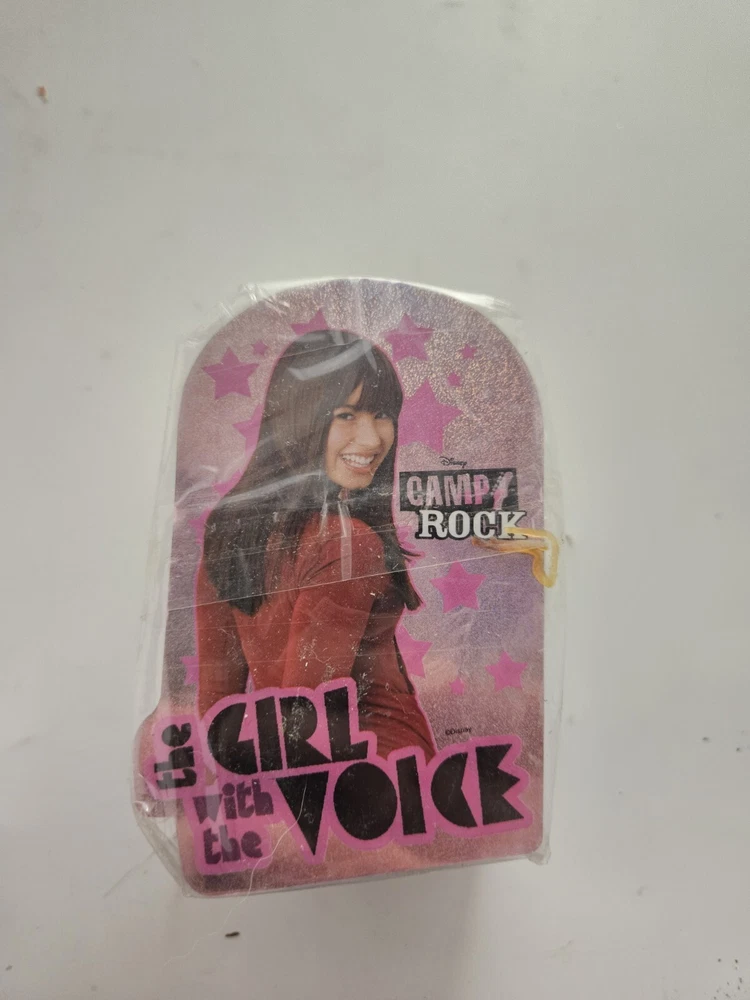 Disney
CAMP
ROCK
©Disney
the GIRL
with the VOICE